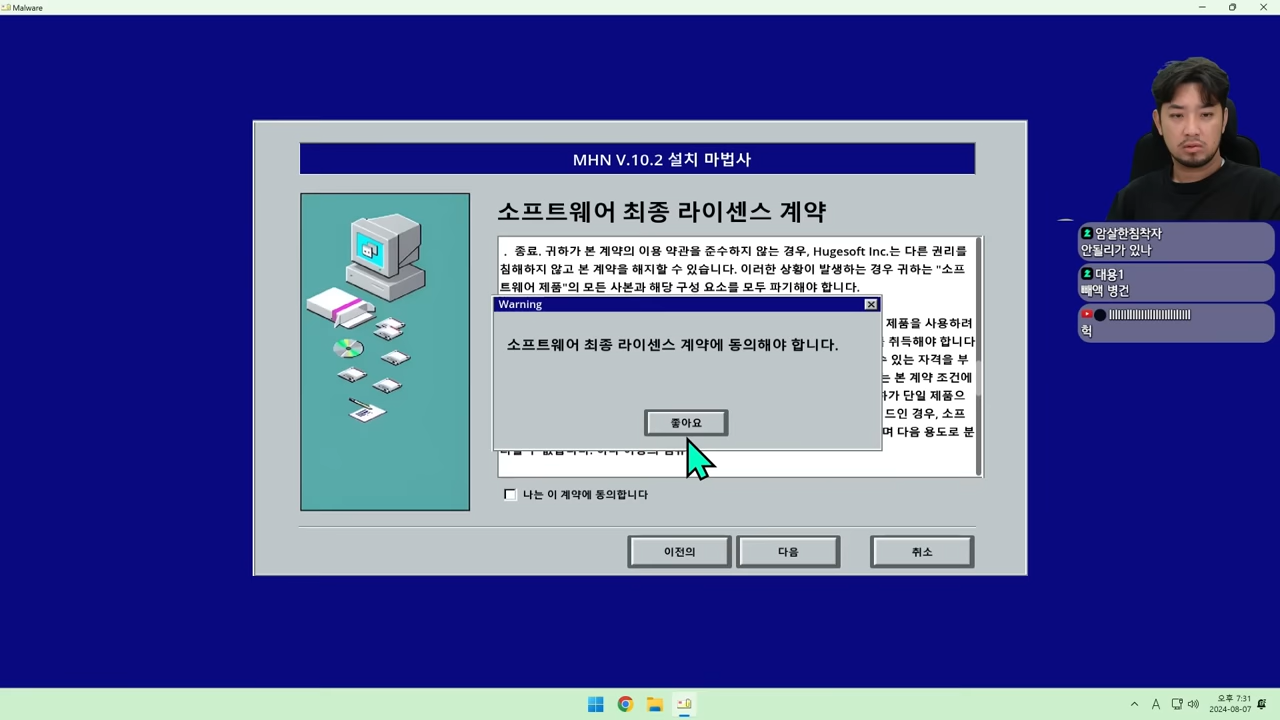 Malware
MHN V.10.2 설치 마법사
소프트웨어 최종 라이센스 계약
. 종료. 귀하가 본 계약의 이용 약관을 준수하지 않는 경우, Hugesoft Inc.는 다른 권리를
침해하지 않고 본 계약을 해지할 수 있습니다. 이러한 상황이 발생하는 경우 귀하는 "소프
트웨어 제품"의 모든 사본과 해당 구성 요소를 모두 파기해야 합니다.
Warning
소프트웨어 최종 라이센스 계약에 동의해야 합니다.
좋아요
제품을 사용하려
취득해야 합니다
있는 자격을 부
본 계약 조건에
단일 제품으
드인 경우, 소프
며 다음 용도로 분
나는 이 계약에 동의합니다
이전의
다음
취소
암살한침착자
안될리가 있나
대용1
빼액 병건
헉
A
오후 7:31
2024-08-07